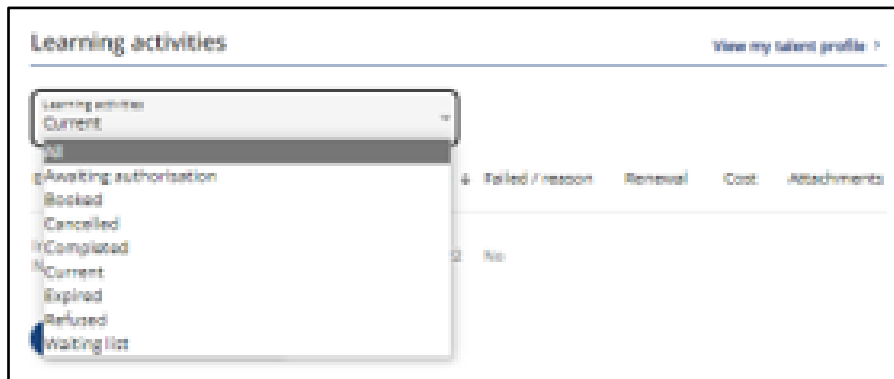 Learning activities
View my talent profile >
Learning activities
Current
All
Awaiting authorisation
↓ Failed / reason Renewal Cost Attachments
Booked
Cancelled
Completed
No
Current
Expired
Refused
Waiting list